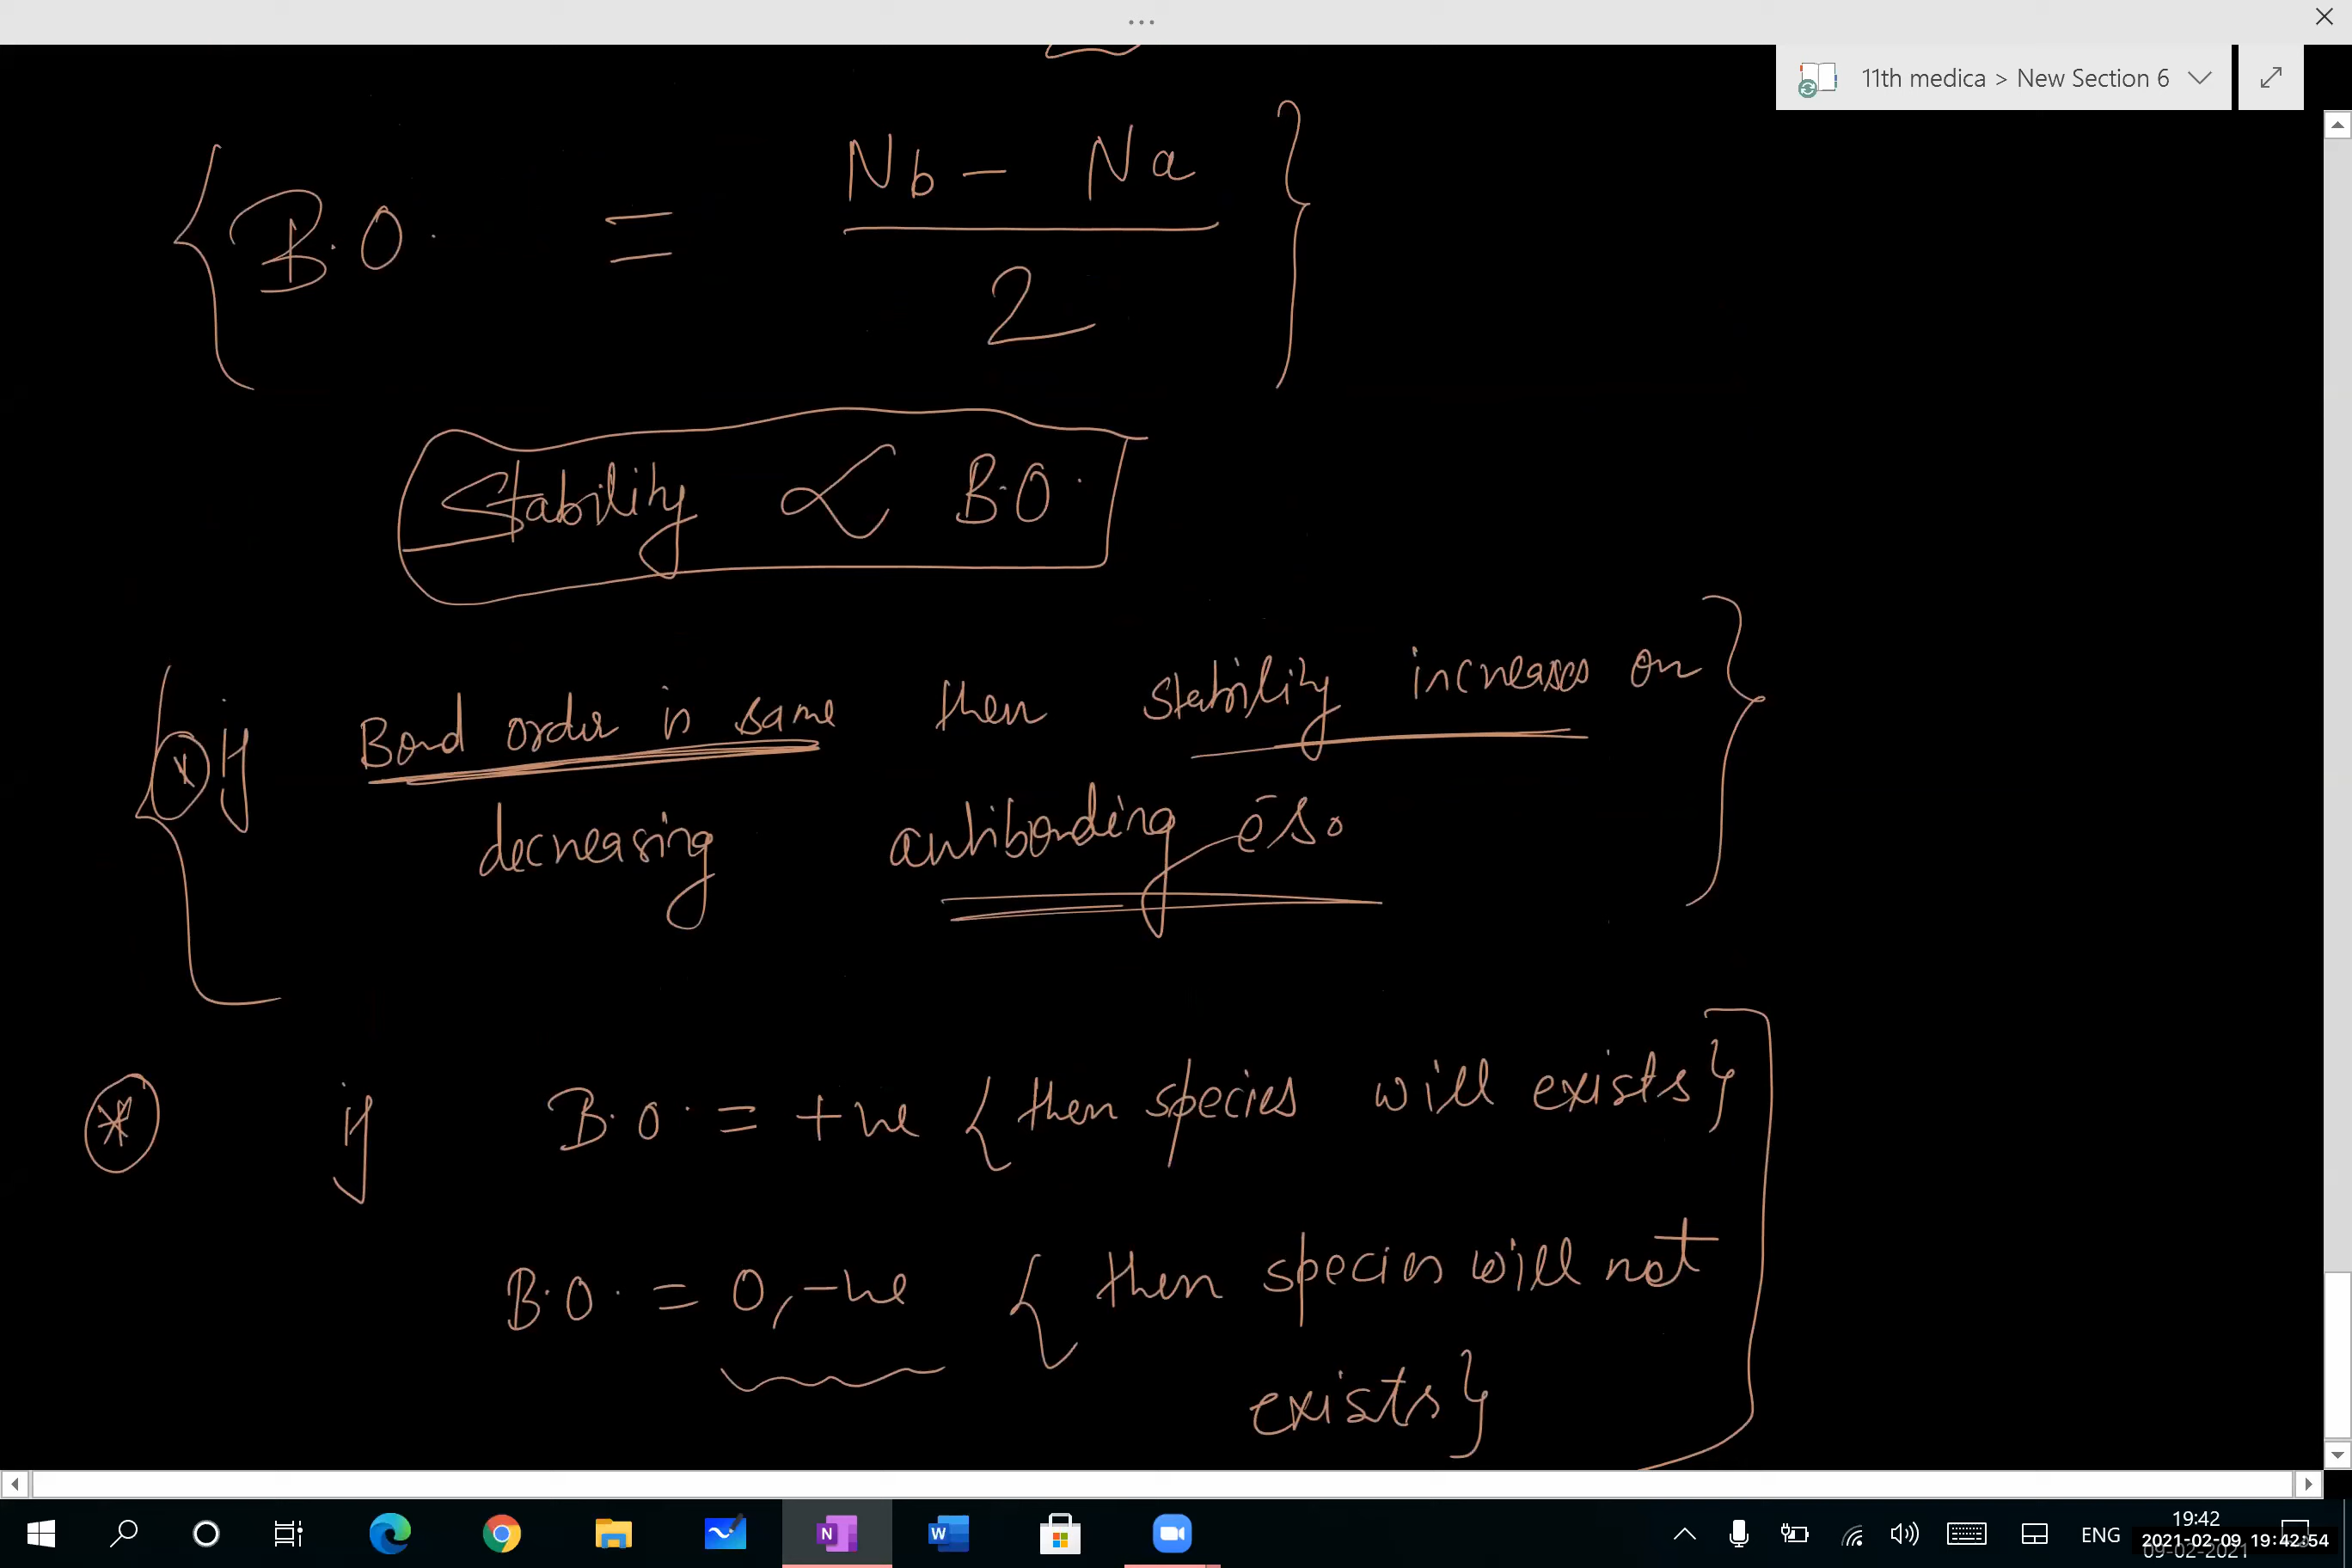 ...
11th medica > New Section 6
{ B.O. = Nb - Na / 2 }
Stability ∝ B.O.
* if Bond order is same then stability increases on
decreasing antibonding ēs.
* if B.O. = +ve {then species will exists}
B.O. = 0, -ve {then species will not
exists}
ENG
19:42
09-02-2021
2021-02-09 19:42:54